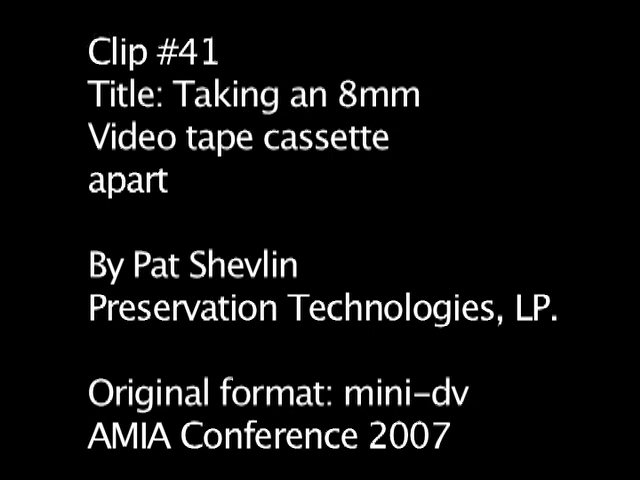 Clip #41
Title: Taking an 8mm
Video tape cassette
apart
By Pat Shevlin
Preservation Technologies, LP.
Original format: mini-dv
AMIA Conference 2007